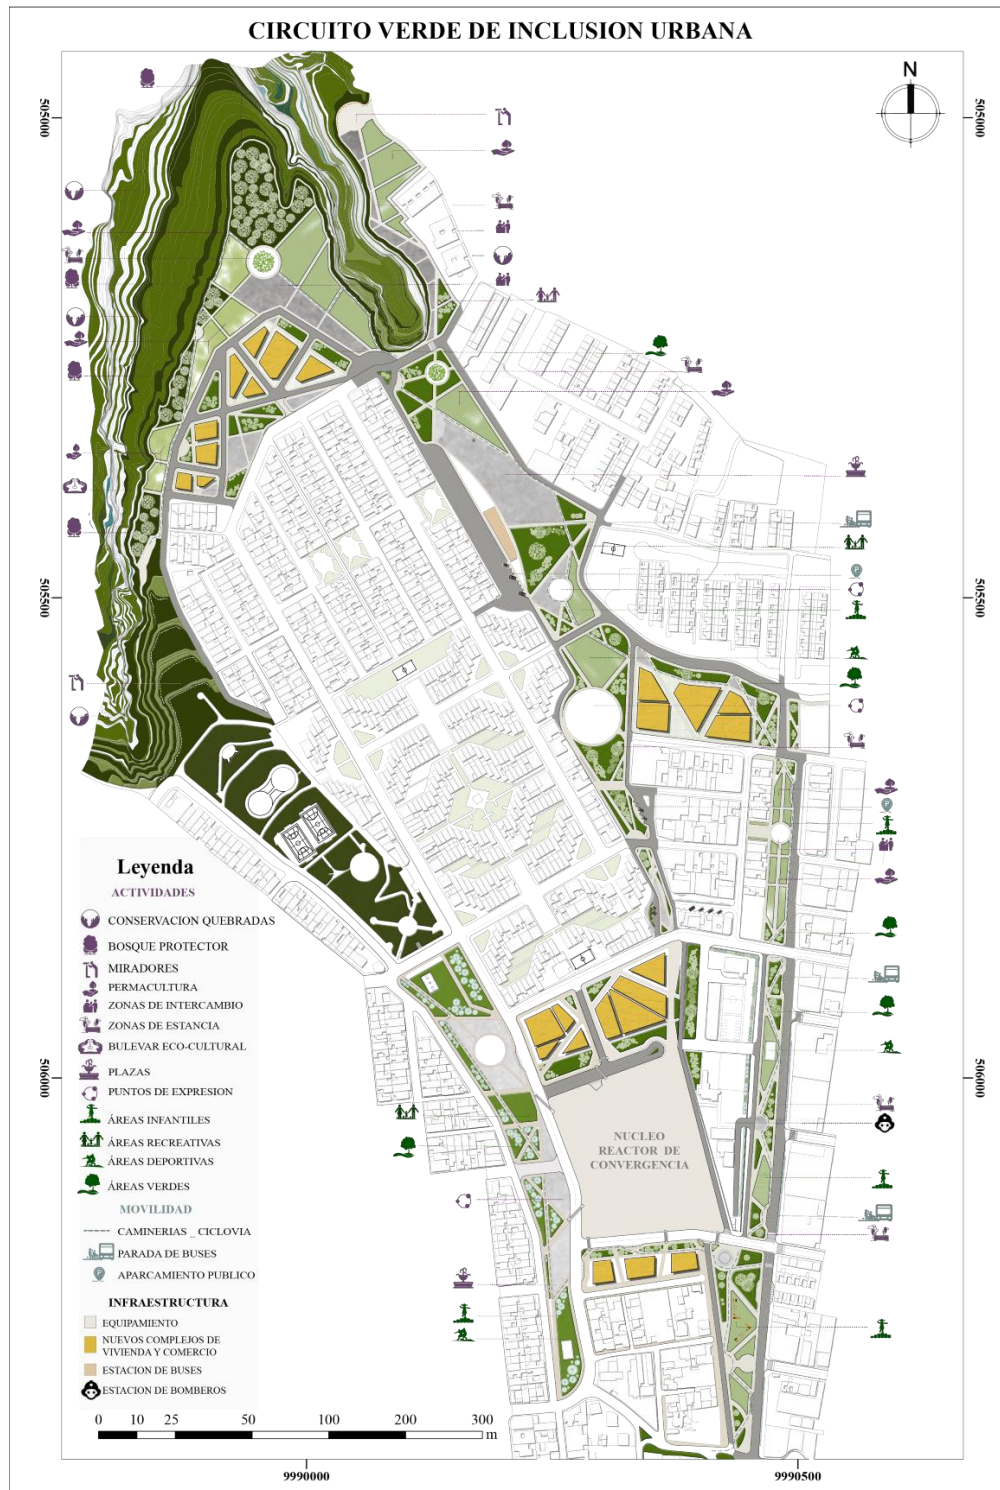 CIRCUITO VERDE DE INCLUSION URBANA
N
505000
505000
505500
505500
506000
506000
P
P
NUCLEO
REACTOR DE
CONVERGENCIA
Leyenda
ACTIVIDADES
CONSERVACION QUEBRADAS
BOSQUE PROTECTOR
MIRADORES
PERMACULTURA
ZONAS DE INTERCAMBIO
ZONAS DE ESTANCIA
BULEVAR ECO-CULTURAL
PLAZAS
PUNTOS DE EXPRESION
ÁREAS INFANTILES
ÁREAS RECREATIVAS
ÁREAS DEPORTIVAS
ÁREAS VERDES
MOVILIDAD
CAMINERIAS _ CICLOVIA
PARADA DE BUSES
P APARCAMIENTO PUBLICO
INFRAESTRUCTURA
EQUIPAMIENTO
NUEVOS COMPLEJOS DE
VIVIENDA Y COMERCIO
ESTACION DE BUSES
ESTACION DE BOMBEROS
0 10 25 50 100 200 300 m
9990000
9990500